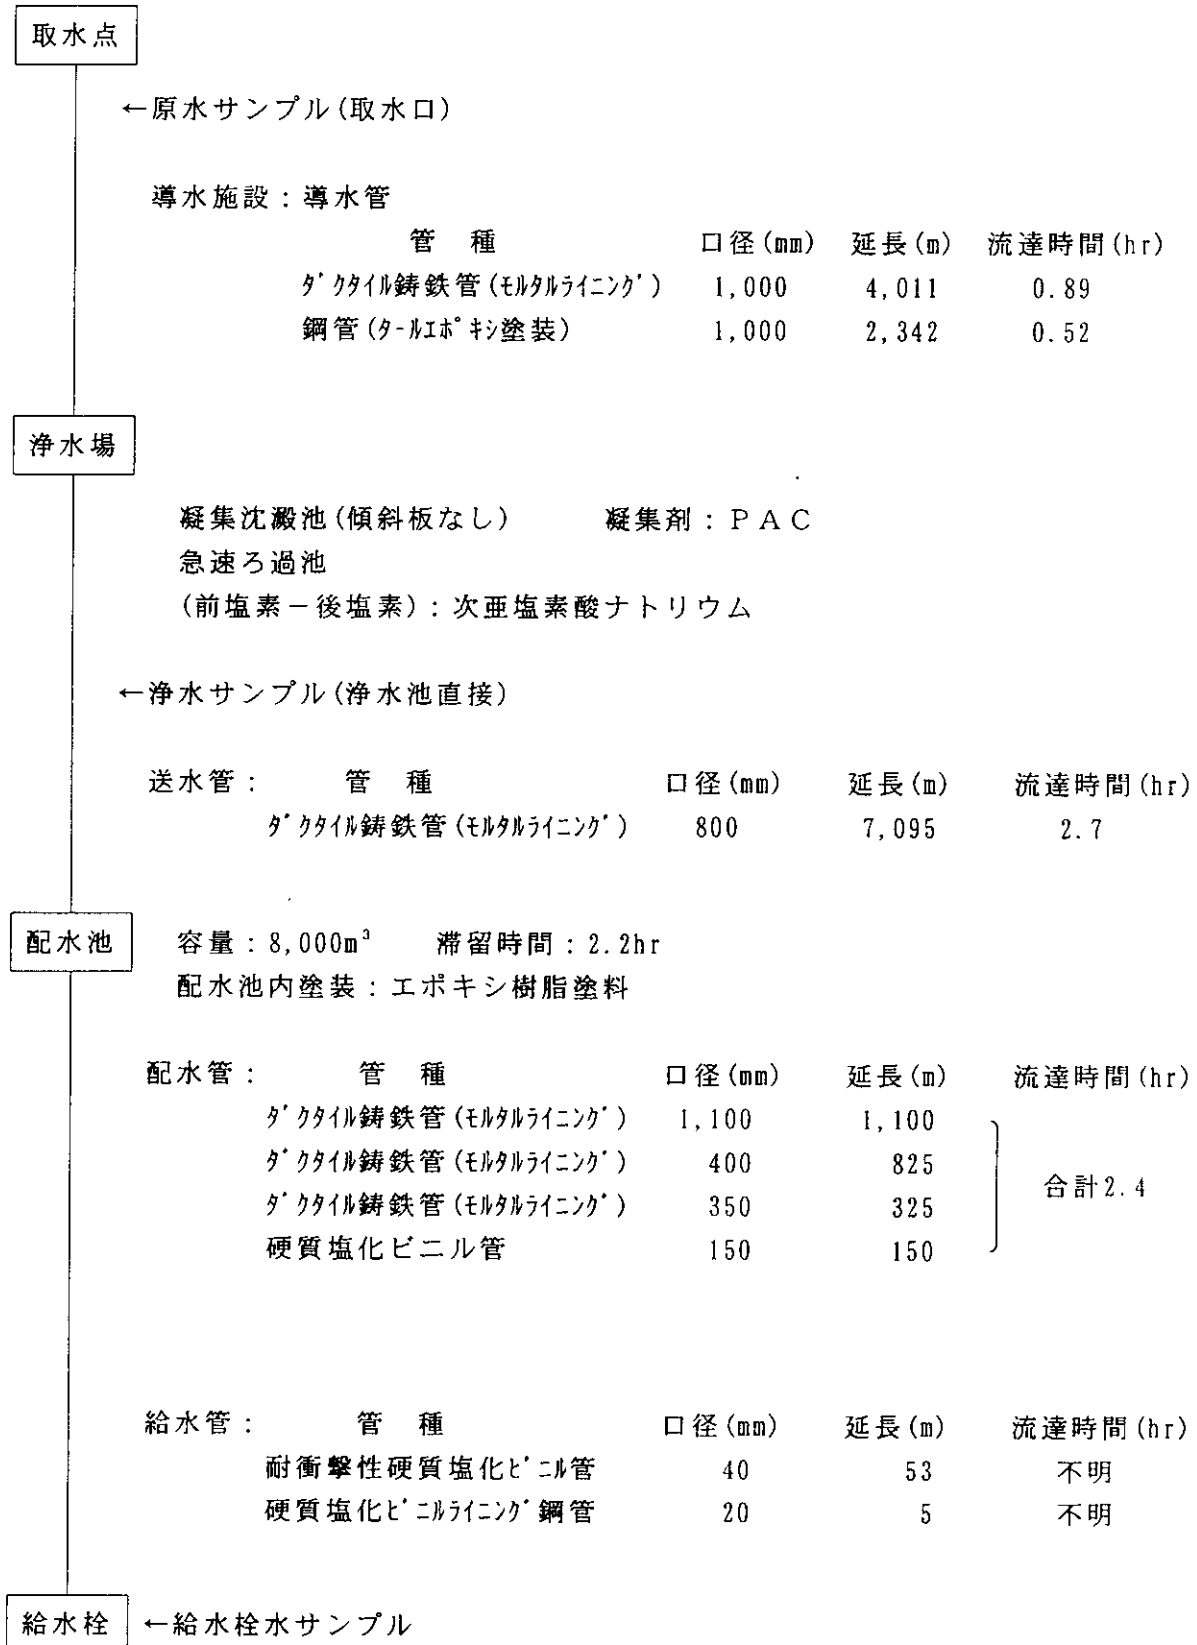 取水点
←原水サンプル(取水口)
導水施設:導水管
管 種 口径(mm) 延長(m) 流達時間(hr)
ダクタイル鋳鉄管(モルタルライニング) 1,000 4,011 0.89
鋼管(タールエポキシ塗装) 1,000 2,342 0.52
浄水場
凝集沈澱池(傾斜板なし) 凝集剤:PAC
急速ろ過池
(前塩素-後塩素):次亜塩素酸ナトリウム
←浄水サンプル(浄水池直接)
送水管: 管 種 口径(mm) 延長(m) 流達時間(hr)
ダクタイル鋳鉄管(モルタルライニング) 800 7,095 2.7
配水池 容量:8,000m³ 滞留時間:2.2hr
配水池内塗装:エポキシ樹脂塗料
配水管: 管 種 口径(mm) 延長(m) 流達時間(hr)
ダクタイル鋳鉄管(モルタルライニング) 1,100 1,100
ダクタイル鋳鉄管(モルタルライニング) 400 825
合計2.4
ダクタイル鋳鉄管(モルタルライニング) 350 325
硬質塩化ビニル管 150 150
給水管: 管 種 口径(mm) 延長(m) 流達時間(hr)
耐衝撃性硬質塩化ビニル管 40 53 不明
硬質塩化ビニルライニング鋼管 20 5 不明
給水栓 ←給水栓水サンプル